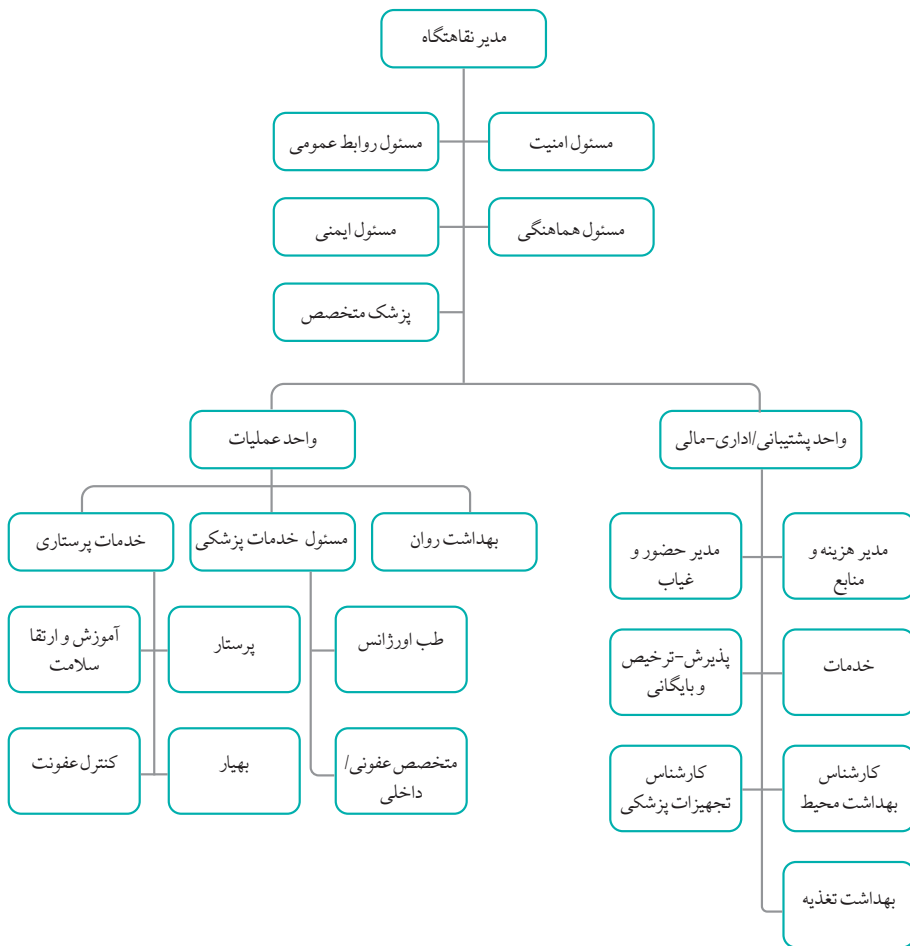 مدیر نقاهتگاه
مسئول امنیت
مسئول روابط عمومی
مسئول هماهنگی
مسئول ایمنی
پزشک متخصص
واحد پشتیبانی/اداری-مالی
واحد عملیات
مدیر هزینه و
منابع
مدیر حضور و
غیاب
خدمات
پذیرش-ترخیص
و بایگانی
کارشناس
بهداشت محیط
کارشناس
تجهیزات پزشکی
بهداشت تغذیه
بهداشت روان
مسئول خدمات پزشکی
خدمات پرستاری
طب اورژانس
متخصص عفونی/
داخلی
پرستار
آموزش و ارتقا
سلامت
بهیار
کنترل عفونت